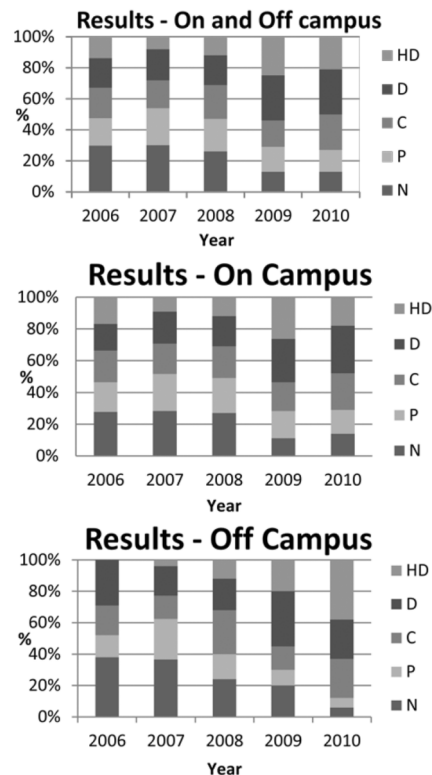 Results - On and Off campus
100%
80%
60%
%
40%
20%
0%
2006 2007 2008 2009 2010
Year
HD
D
C
P
N
Results - On Campus
100%
80%
60%
%
40%
20%
0%
2006 2007 2008 2009 2010
Year
HD
D
C
P
N
Results - Off Campus
100%
80%
60%
%
40%
20%
0%
2006 2007 2008 2009 2010
Year
HD
D
C
P
N